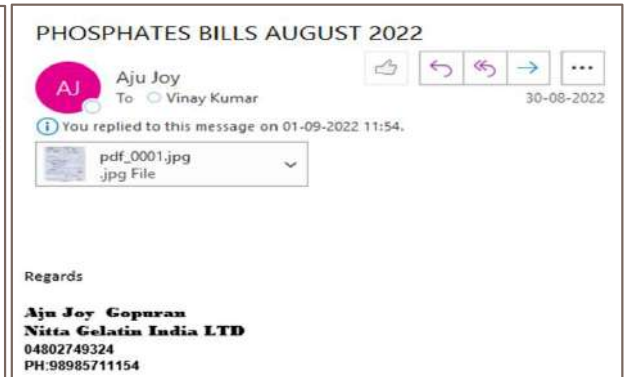 PHOSPHATES BILLS AUGUST 2022
AJ
Aju Joy
To Vinay Kumar
30-08-2022
You replied to this message on 01-09-2022 11:54.
pdf_0001.jpg
.jpg File
Regards
Aju Joy Gopuran
Nitta Gelatin India LTD
04802749324
PH:98985711154